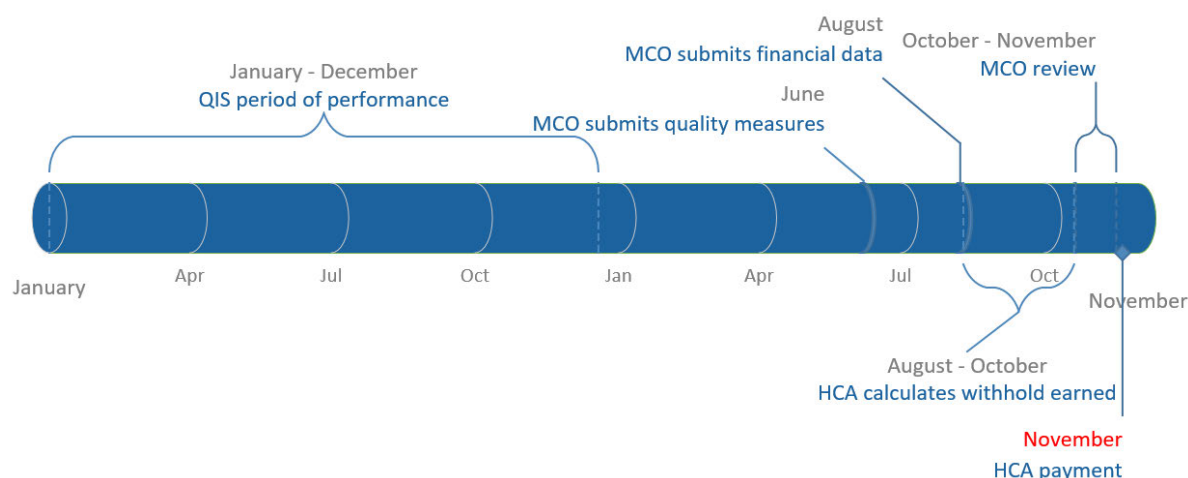 August
MCO submits financial data
October - November
MCO review
January - December
QIS period of performance
June
MCO submits quality measures
January
Apr
Jul
Oct
Jan
Apr
Jul
Oct
November
August - October
HCA calculates withhold earned
November
HCA payment